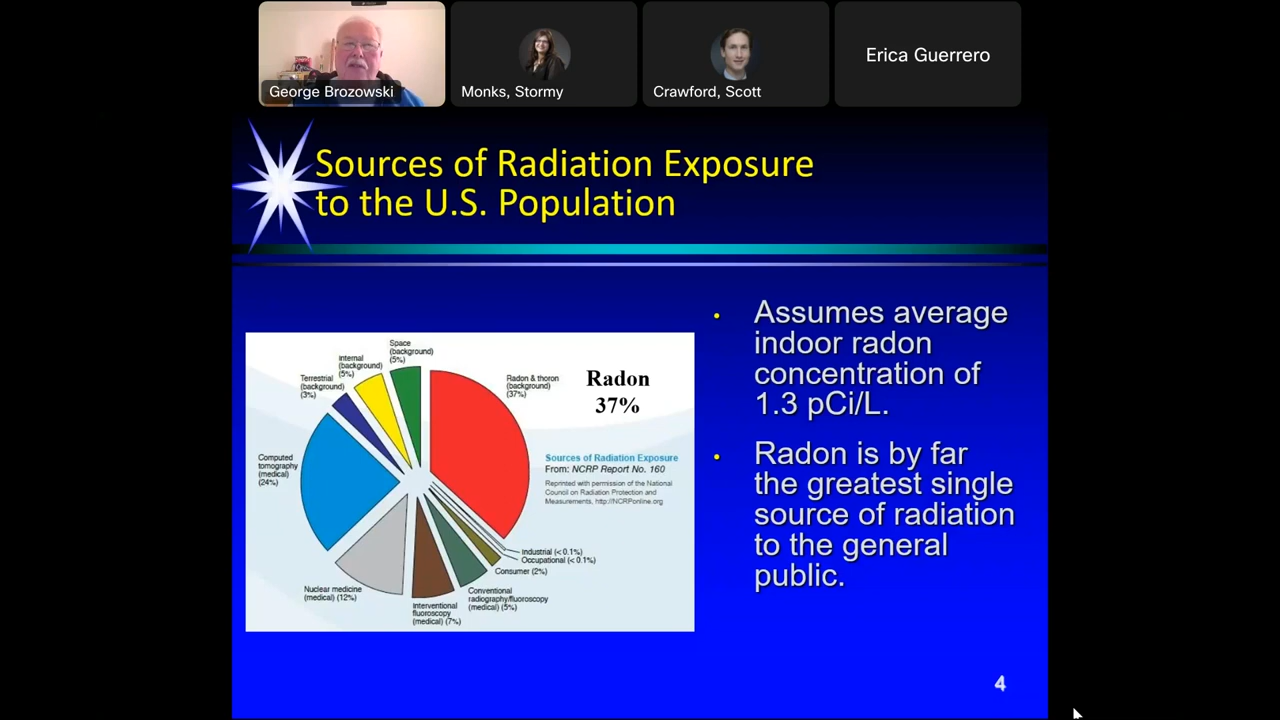 George Brozowski
Monks, Stormy
Crawford, Scott
Erica Guerrero
Sources of Radiation Exposure
to the U.S. Population
Space
(background)
(5%)
Internal
(background)
(5%)
Terrestrial
(background)
(3%)
Radon & thoron
(background)
(37%)
Radon
37%
Computed
tomography
(medical)
(24%)
Sources of Radiation Exposure
From: NCRP Report No. 160
Reprinted with permission of the National
Council on Radiation Protection and
Measurements, http://NCRPonline.org
Industrial (< 0.1%)
Occupational (< 0.1%)
Consumer (2%)
Nuclear medicine
(medical) (12%)
Conventional
radiography/fluoroscopy
(medical) (5%)
Interventional
fluoroscopy
(medical) (7%)
• Assumes average
indoor radon
concentration of
1.3 pCi/L.
• Radon is by far
the greatest single
source of radiation
to the general
public.
4